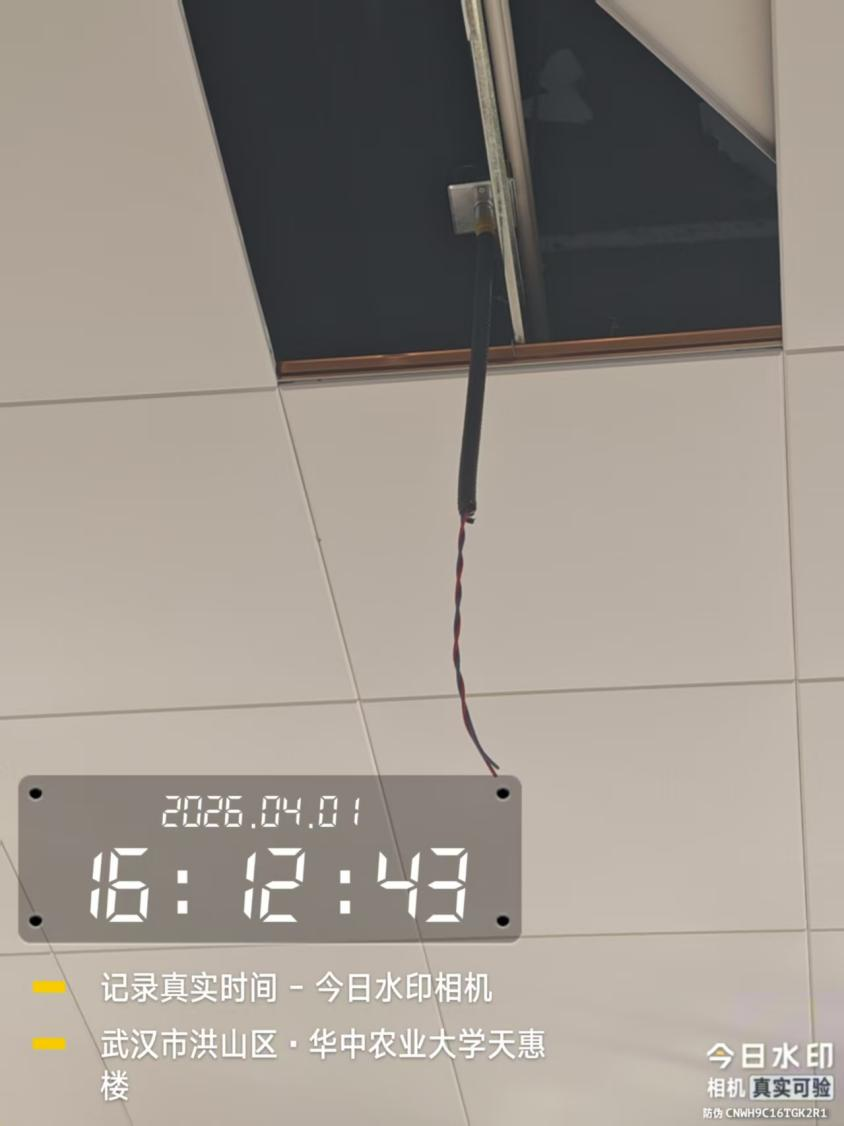 2026.04.01
16:12:43
记录真实时间 - 今日水印相机
武汉市洪山区·华中农业大学天惠
楼
今日水印
相机 真实可验
防伪 CNWH9C16TGK2R1